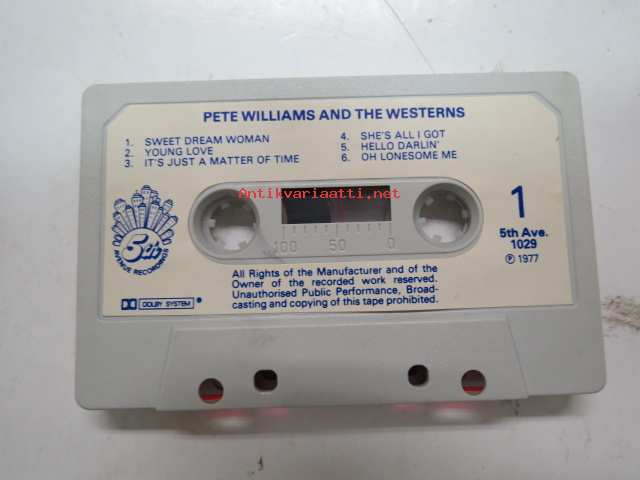 PETE WILLIAMS AND THE WESTERNS
1. SWEET DREAM WOMAN
2. YOUNG LOVE
3. IT'S JUST A MATTER OF TIME
4. SHE'S ALL I GOT
5. HELLO DARLIN'
6. OH LONESOME ME
Antikvariaatti.net
5th
AVENUE RECORDINGS
100 50 0
1
5th Ave.
1029
℗ 1977
All Rights of the Manufacturer and of the
Owner of the recorded work reserved.
Unauthorised Public Performance, Broad-
casting and copying of this tape prohibited.
DOLBY SYSTEM